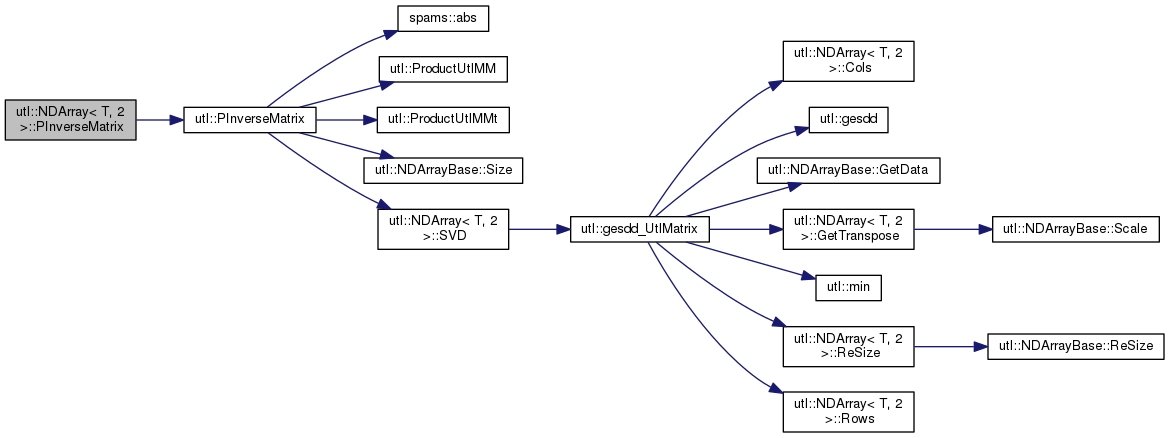 utl::NDArray< T, 2
>::PInverseMatrix
utl::PInverseMatrix
spams::abs
utl::ProductUtlMM
utl::ProductUtlMMt
utl::NDArrayBase::Size
utl::NDArray< T, 2
>::SVD
utl::gesdd_UtlMatrix
utl::NDArray< T, 2
>::Cols
utl::gesdd
utl::NDArrayBase::GetData
utl::NDArray< T, 2
>::GetTranspose
utl::NDArrayBase::Scale
utl::min
utl::NDArray< T, 2
>::ReSize
utl::NDArrayBase::ReSize
utl::NDArray< T, 2
>::Rows